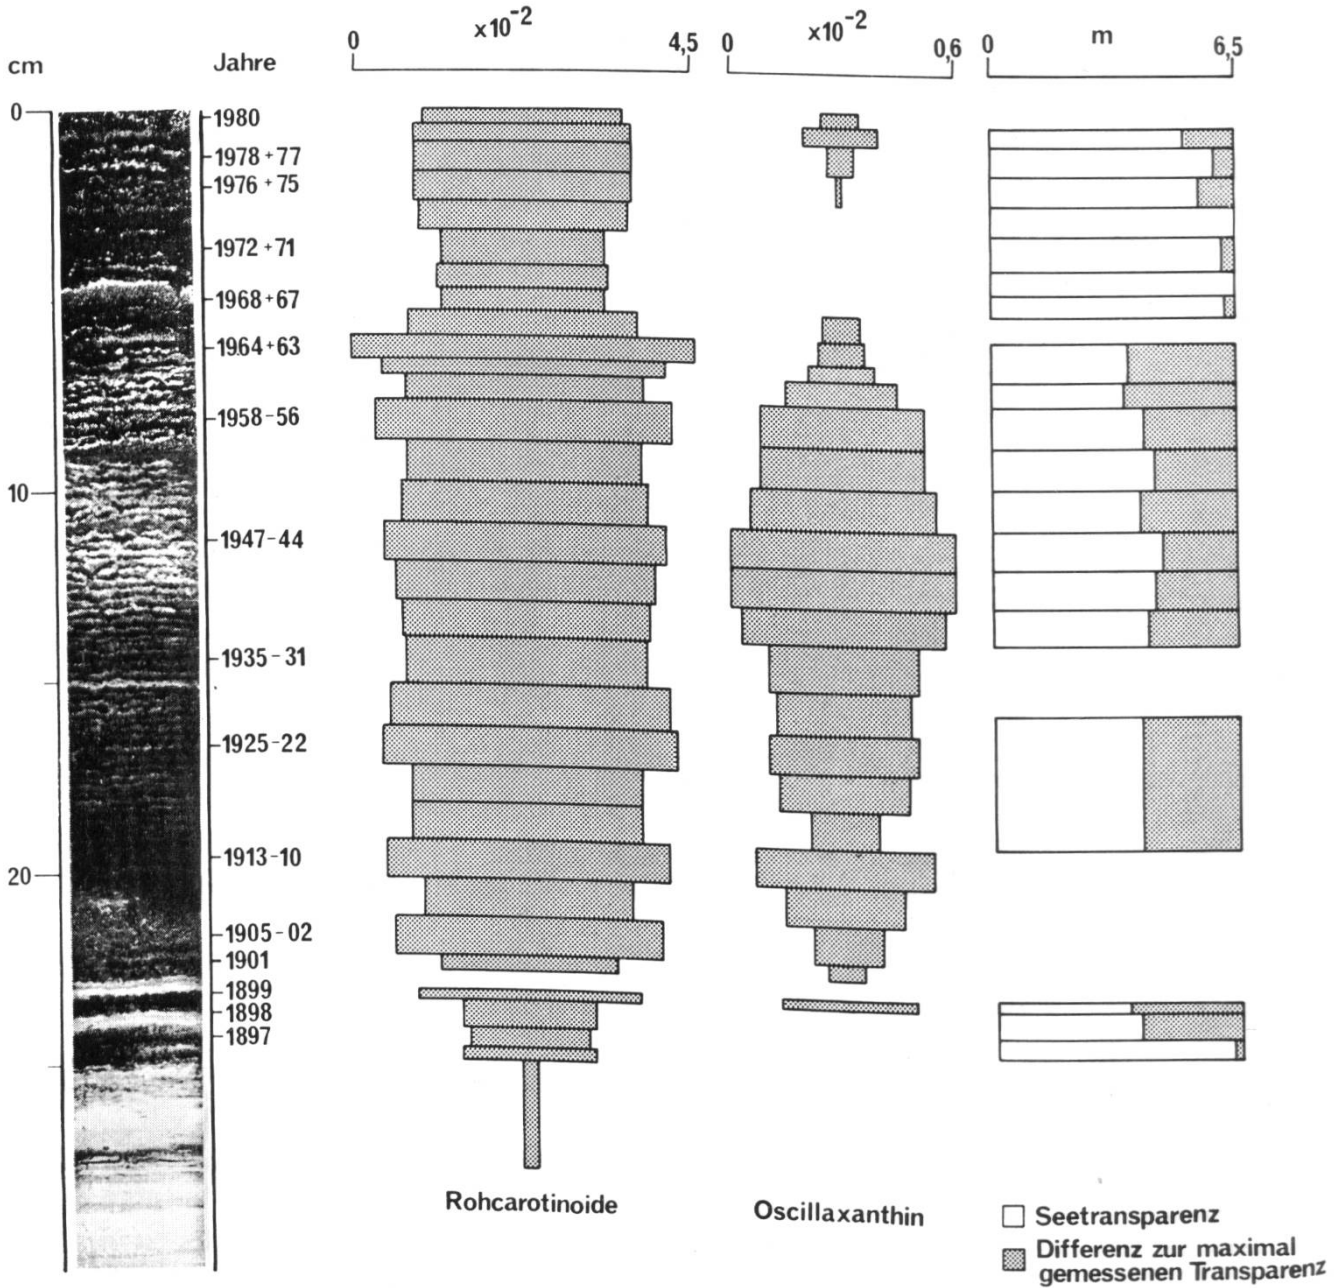 x10⁻²
0 4,5
x10⁻²
0 0,6
m
0 6,5
cm
Jahre
0
1980
1978+77
1976+75
1972+71
1968+67
1964+63
1958-56
10
1947-44
1935-31
1925-22
1913-10
20
1905-02
1901
1899
1898
1897
Rohcarotinoide
Oscillaxanthin
Seetransparenz
Differenz zur maximal
gemessenen Transparenz